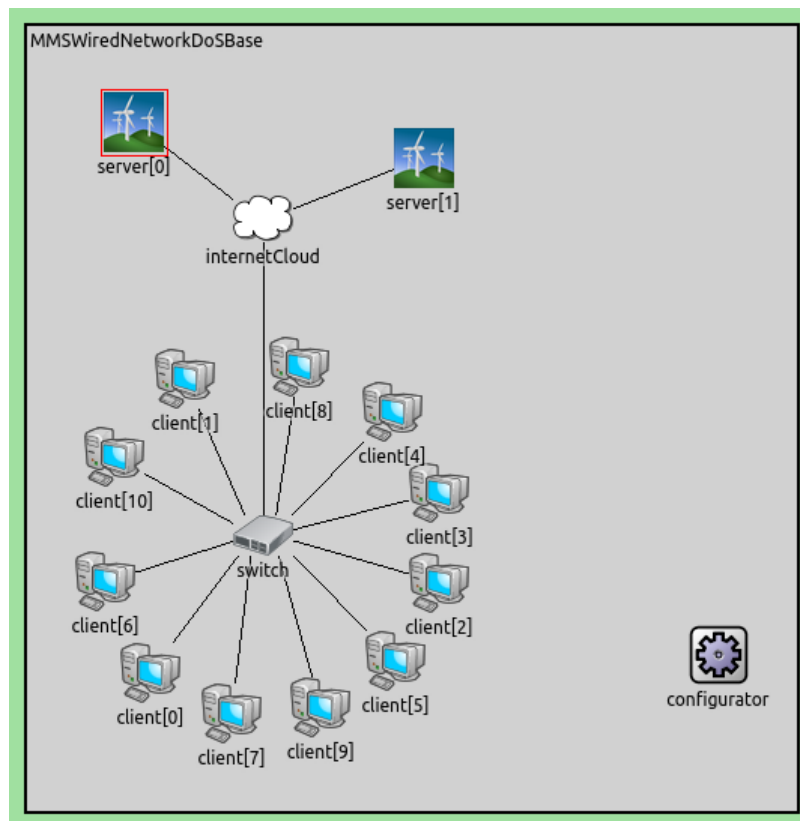 MMSWiredNetworkDoSBase
server[0]
server[1]
internetCloud
client[1]
client[8]
client[4]
client[10]
client[3]
switch
client[6]
client[2]
client[0]
client[5]
configurator
client[7]
client[9]